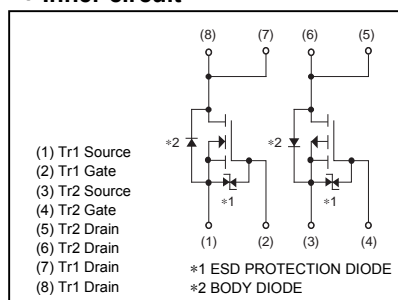 • Inner circuit
(8) (7) (6) (5)
∗2 ∗2
∗1 ∗1
(1) (2) (3) (4)
(1) Tr1 Source
(2) Tr1 Gate
(3) Tr2 Source
(4) Tr2 Gate
(5) Tr2 Drain
(6) Tr2 Drain
(7) Tr1 Drain
(8) Tr1 Drain
∗1 ESD PROTECTION DIODE
∗2 BODY DIODE